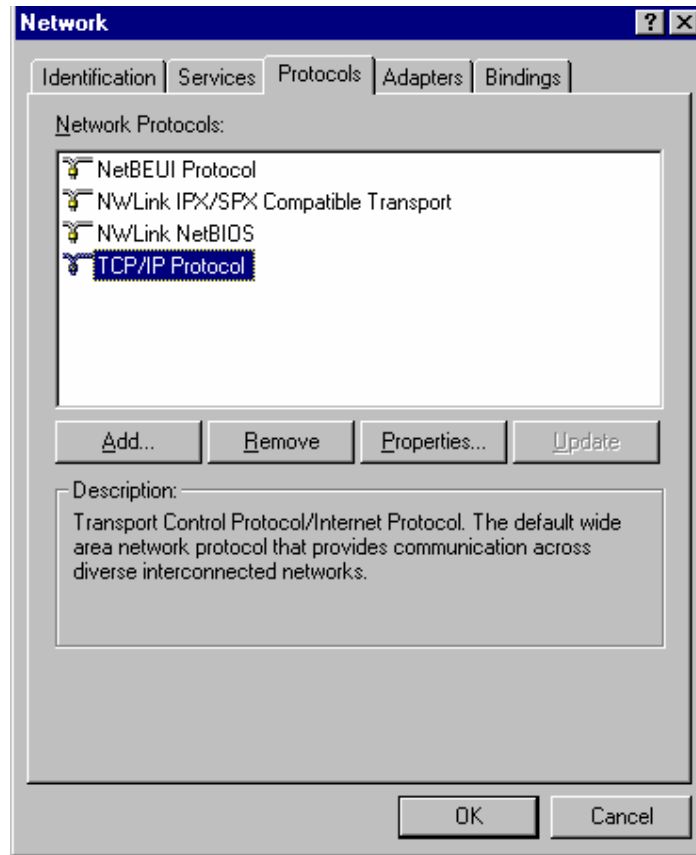 Network
Identification Services Protocols Adapters Bindings
Network Protocols:
NetBEUI Protocol
NWLink IPX/SPX Compatible Transport
NWLink NetBIOS
TCP/IP Protocol
Add... Remove Properties... Update
Description:
Transport Control Protocol/Internet Protocol. The default wide
area network protocol that provides communication across
diverse interconnected networks.
OK Cancel